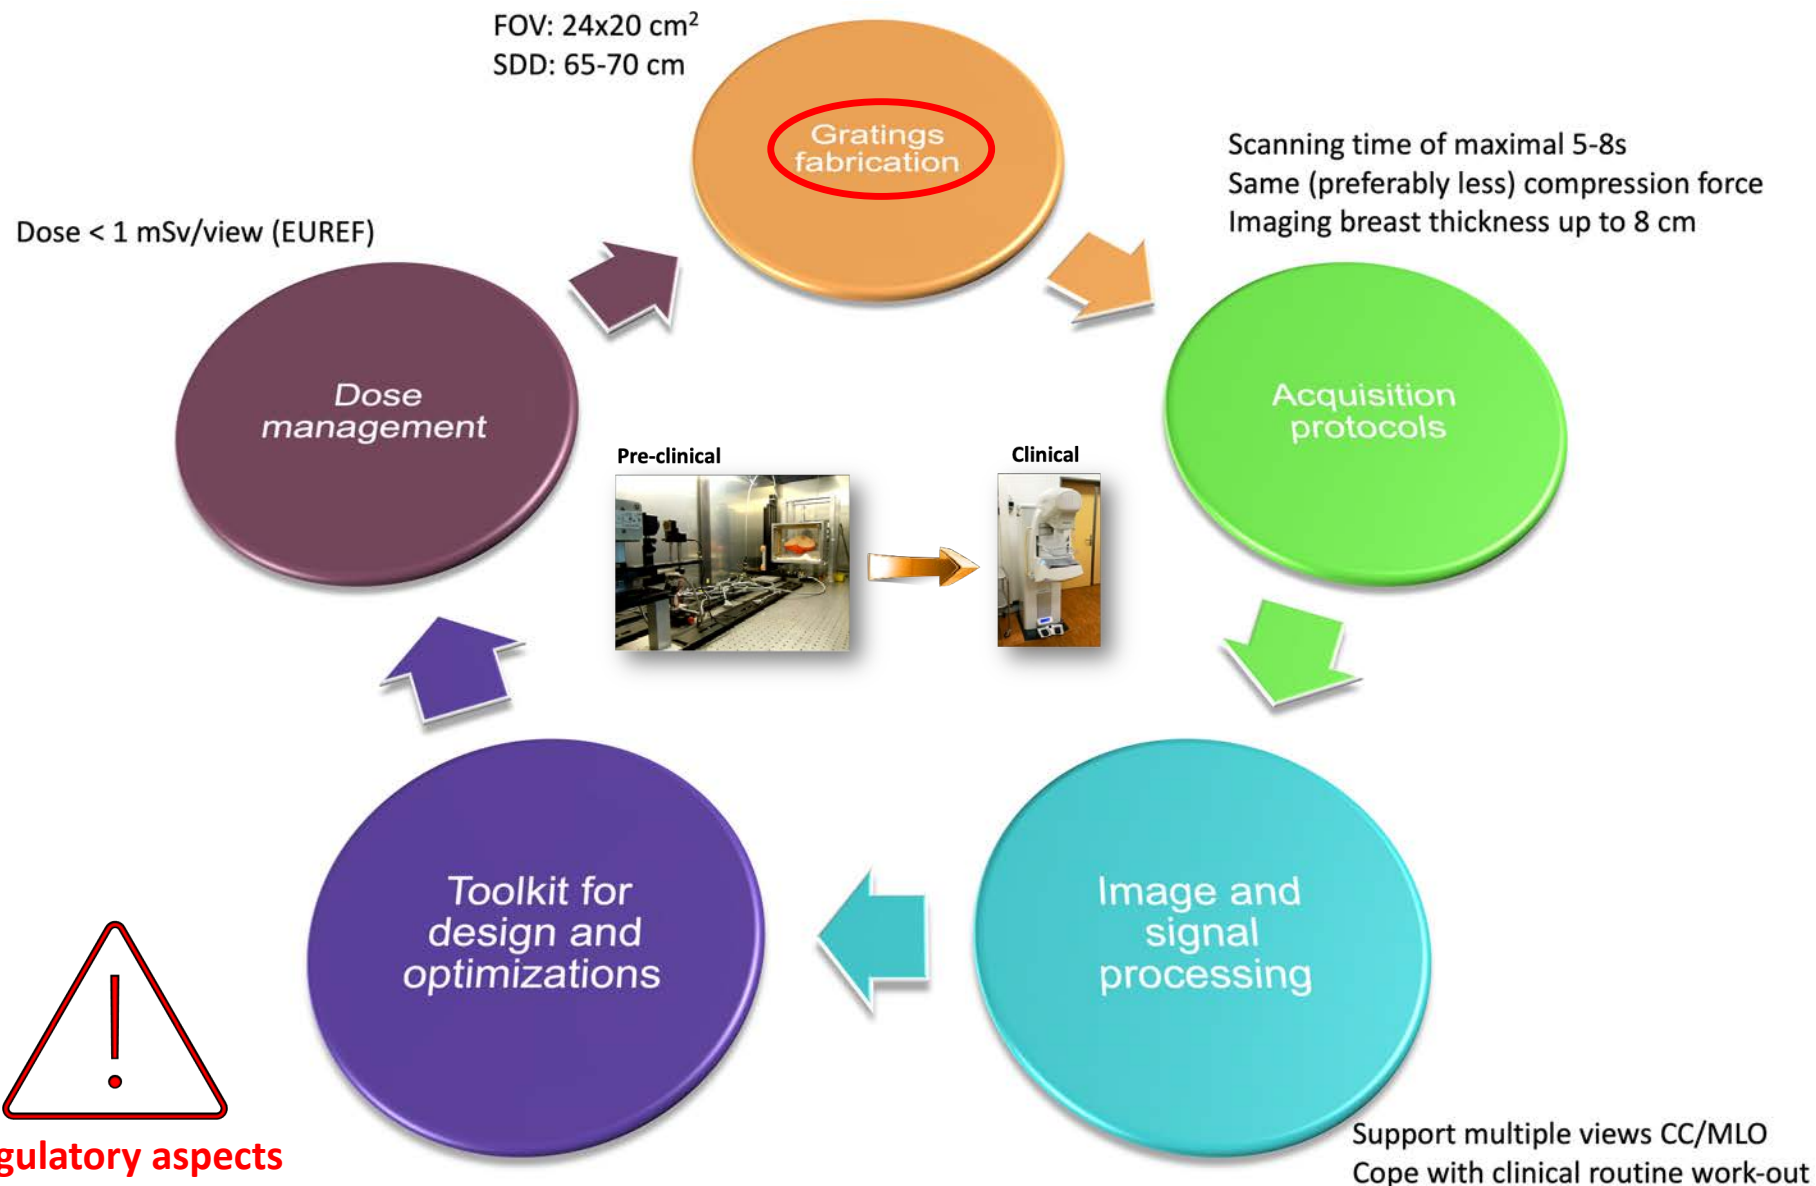 FOV: 24x20 cm²
SDD: 65-70 cm
Gratings
fabrication
Scanning time of maximal 5-8s
Same (preferably less) compression force
Imaging breast thickness up to 8 cm
Dose < 1 mSv/view (EUREF)
Dose
management
Acquisition
protocols
Pre-clinical
Clinical
Toolkit for
design and
optimizations
Image and
signal
processing
gulatory aspects
Support multiple views CC/MLO
Cope with clinical routine work-out